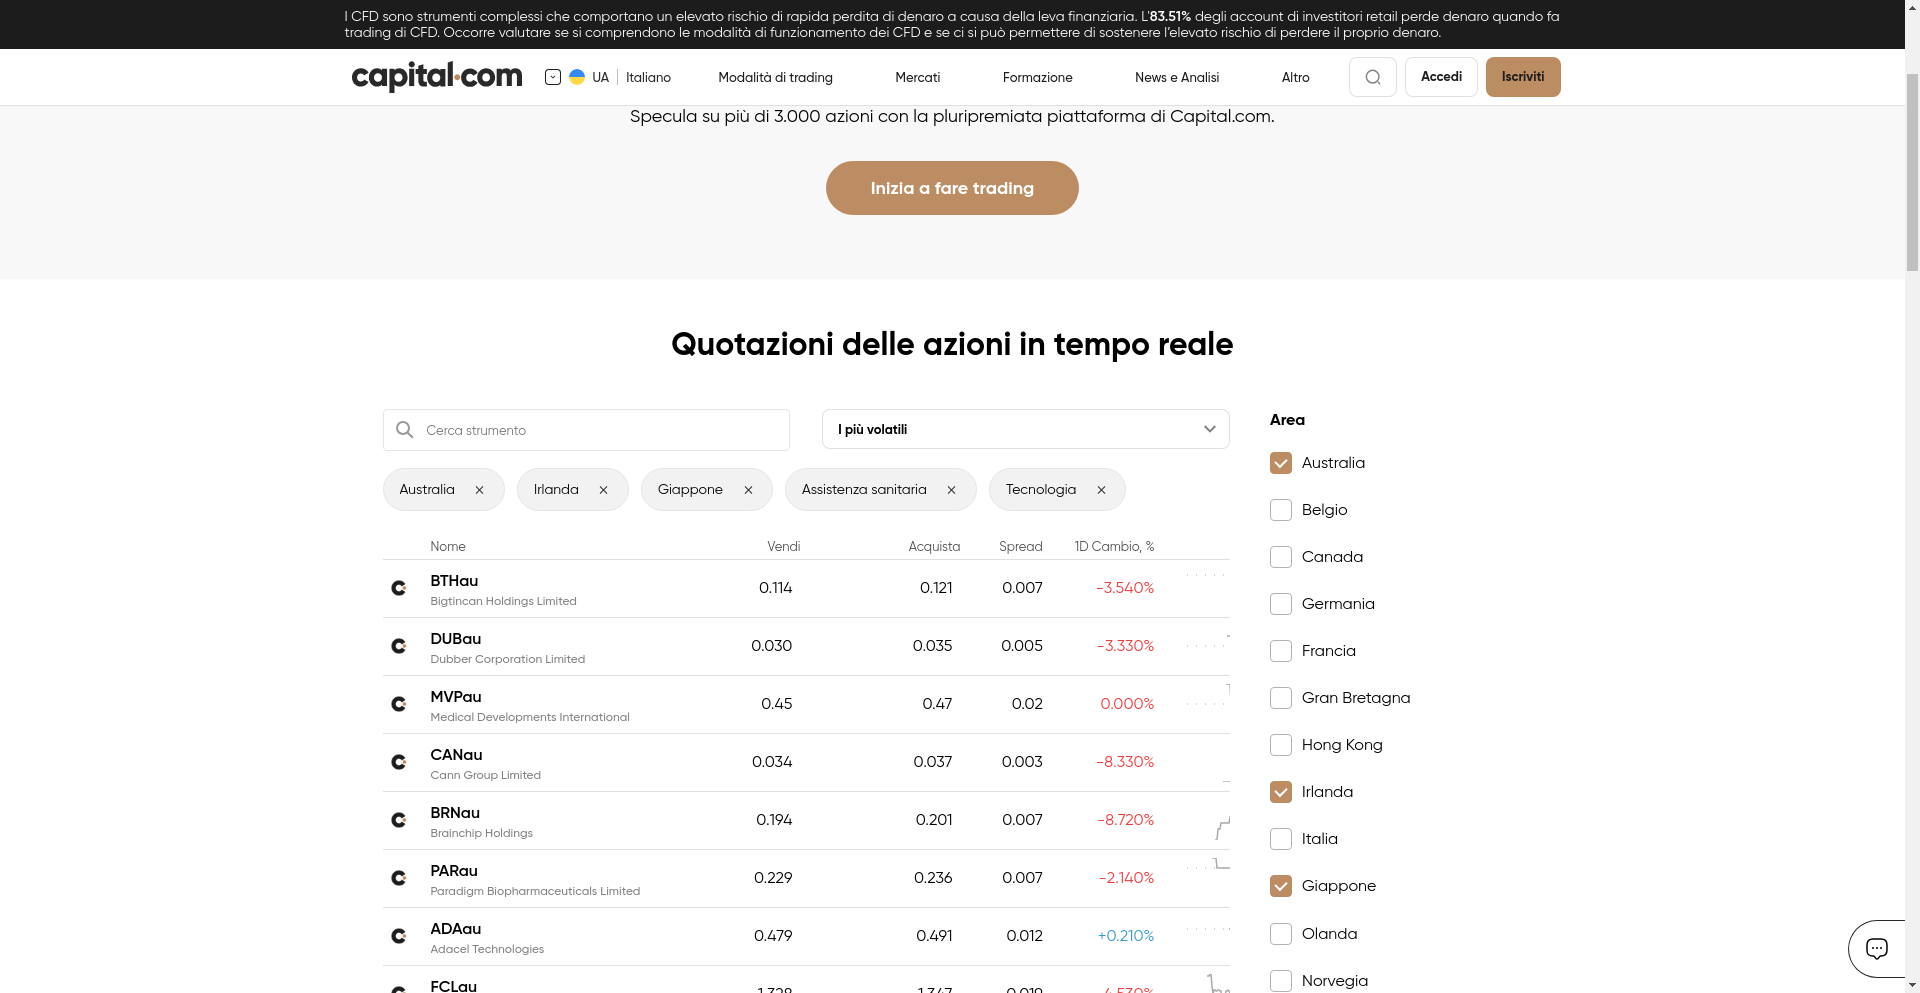 I CFD sono strumenti complessi che comportano un elevato rischio di rapida perdita di denaro a causa della leva finanziaria. L'83.51% degli account di investitori retail perde denaro quando fa
trading di CFD. Occorre valutare se si comprendono le modalità di funzionamento dei CFD e se ci si può permettere di sostenere l'elevato rischio di perdere il proprio denaro.
capital.com UA Italiano Modalità di trading Mercati Formazione News e Analisi Altro Accedi Iscriviti
Specula su più di 3.000 azioni con la pluripremiata piattaforma di Capital.com.
Inizia a fare trading
Quotazioni delle azioni in tempo reale
Cerca strumento
I più volatili
Australia Irlanda Giappone Assistenza sanitaria Tecnologia
Nome Vendi Acquista Spread 1D Cambio, %
BTHau 0.114 0.121 0.007 -3.540%
Bigtincan Holdings Limited
DUBau 0.030 0.035 0.005 -3.330%
Dubber Corporation Limited
MVPau 0.45 0.47 0.02 0.000%
Medical Developments International
CANau 0.034 0.037 0.003 -8.330%
Cann Group Limited
BRNau 0.194 0.201 0.007 -8.720%
Brainchip Holdings
PARau 0.229 0.236 0.007 -2.140%
Paradigm Biopharmaceuticals Limited
ADAau 0.479 0.491 0.012 +0.210%
Adacel Technologies
FCLau
Area
Australia
Belgio
Canada
Germania
Francia
Gran Bretagna
Hong Kong
Irlanda
Italia
Giappone
Olanda
Norvegia